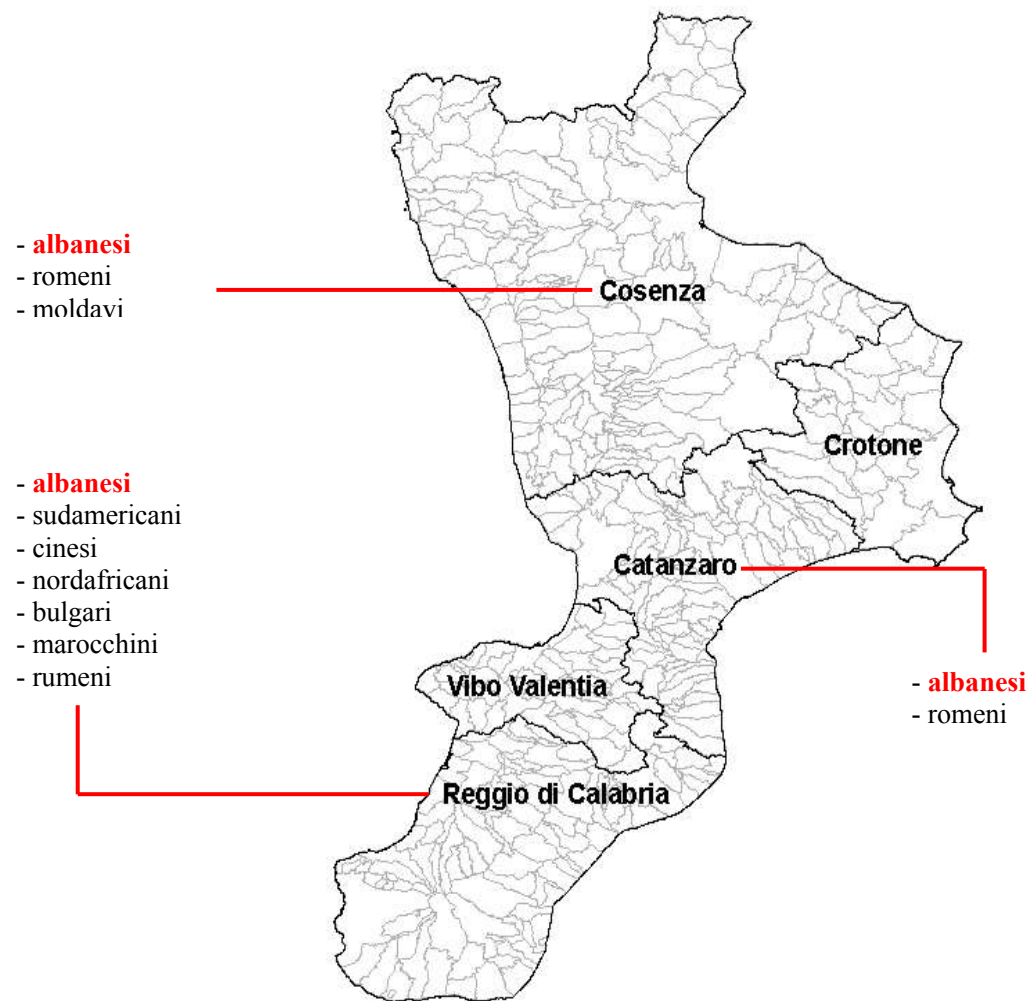 - albanesi
- romeni
- moldavi
Cosenza
Crotone
- albanesi
- sudamericani
- cinesi
- nordafricani
- bulgari
- marocchini
- rumeni
Catanzaro
Vibo Valentia
- albanesi
- romeni
Reggio di Calabria